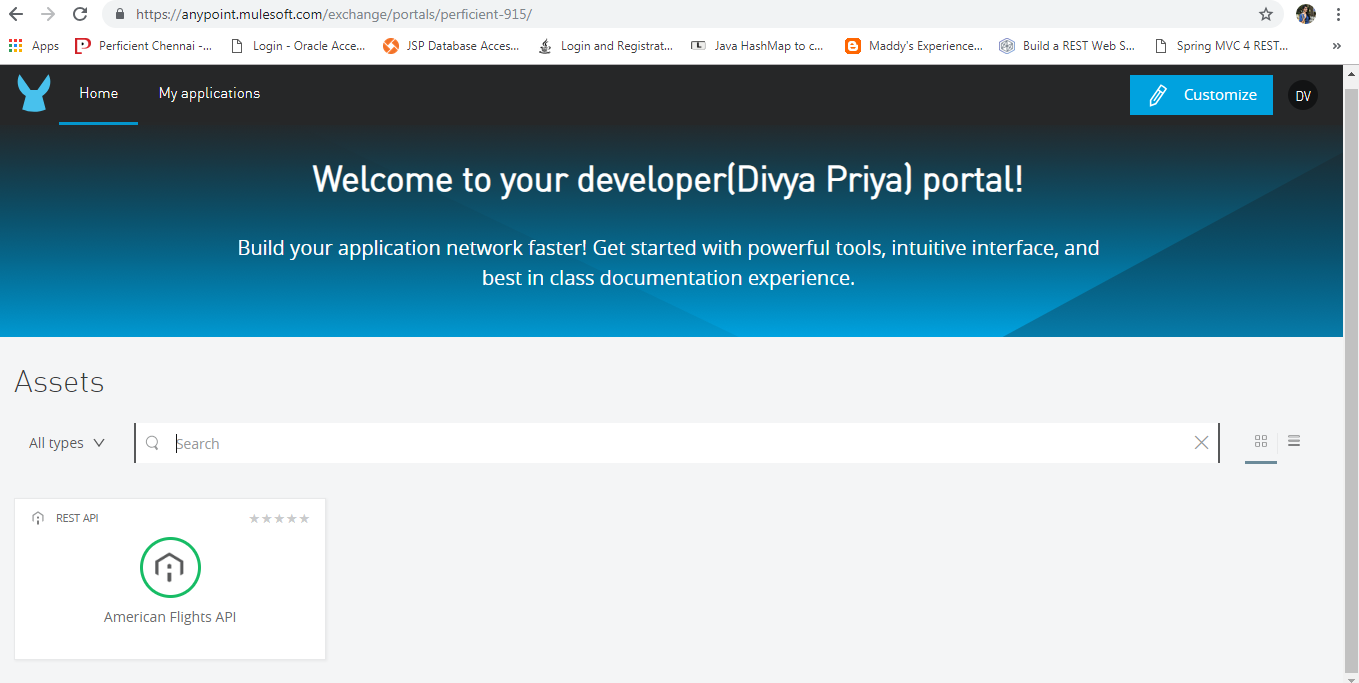 https://anypoint.mulesoft.com/exchange/portals/perficient-915/
Apps Perficient Chennai -... Login - Oracle Acce... JSP Database Acces... Login and Registrat... Java HashMap to c... Maddy's Experience... Build a REST Web S... Spring MVC 4 REST... »
Home My applications Customize DV
Welcome to your developer(Divya Priya) portal!
Build your application network faster! Get started with powerful tools, intuitive interface, and
best in class documentation experience.
Assets
All types Search
REST API
American Flights API